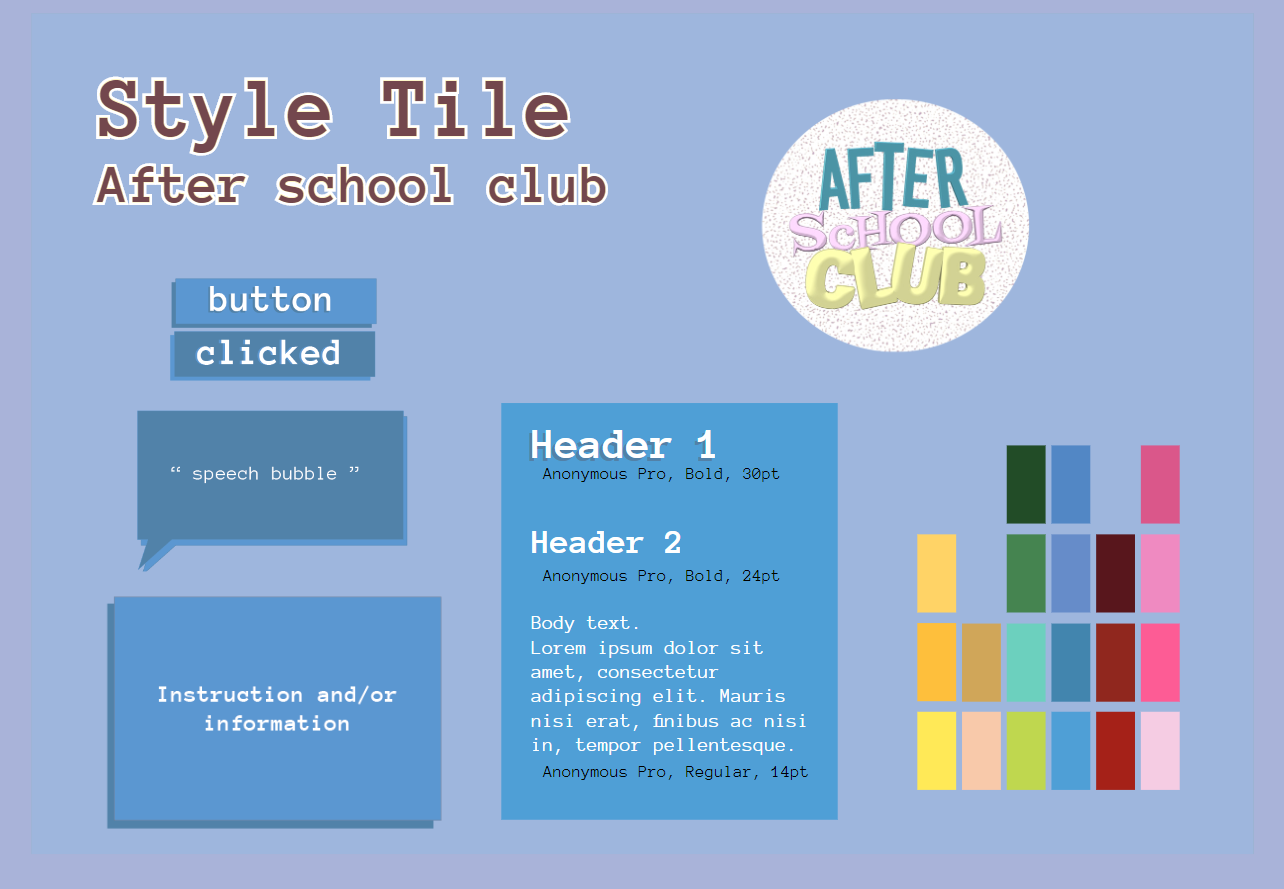 Style Tile
After school club
AFTER
SCHOOL
CLUB
button
clicked
“ speech bubble ”
Instruction and/or
information
Header 1
Anonymous Pro, Bold, 30pt
Header 2
Anonymous Pro, Bold, 24pt
Body text.
Lorem ipsum dolor sit
amet, consectetur
adipiscing elit. Mauris
nisi erat, finibus ac nisi
in, tempor pellentesque.
Anonymous Pro, Regular, 14pt